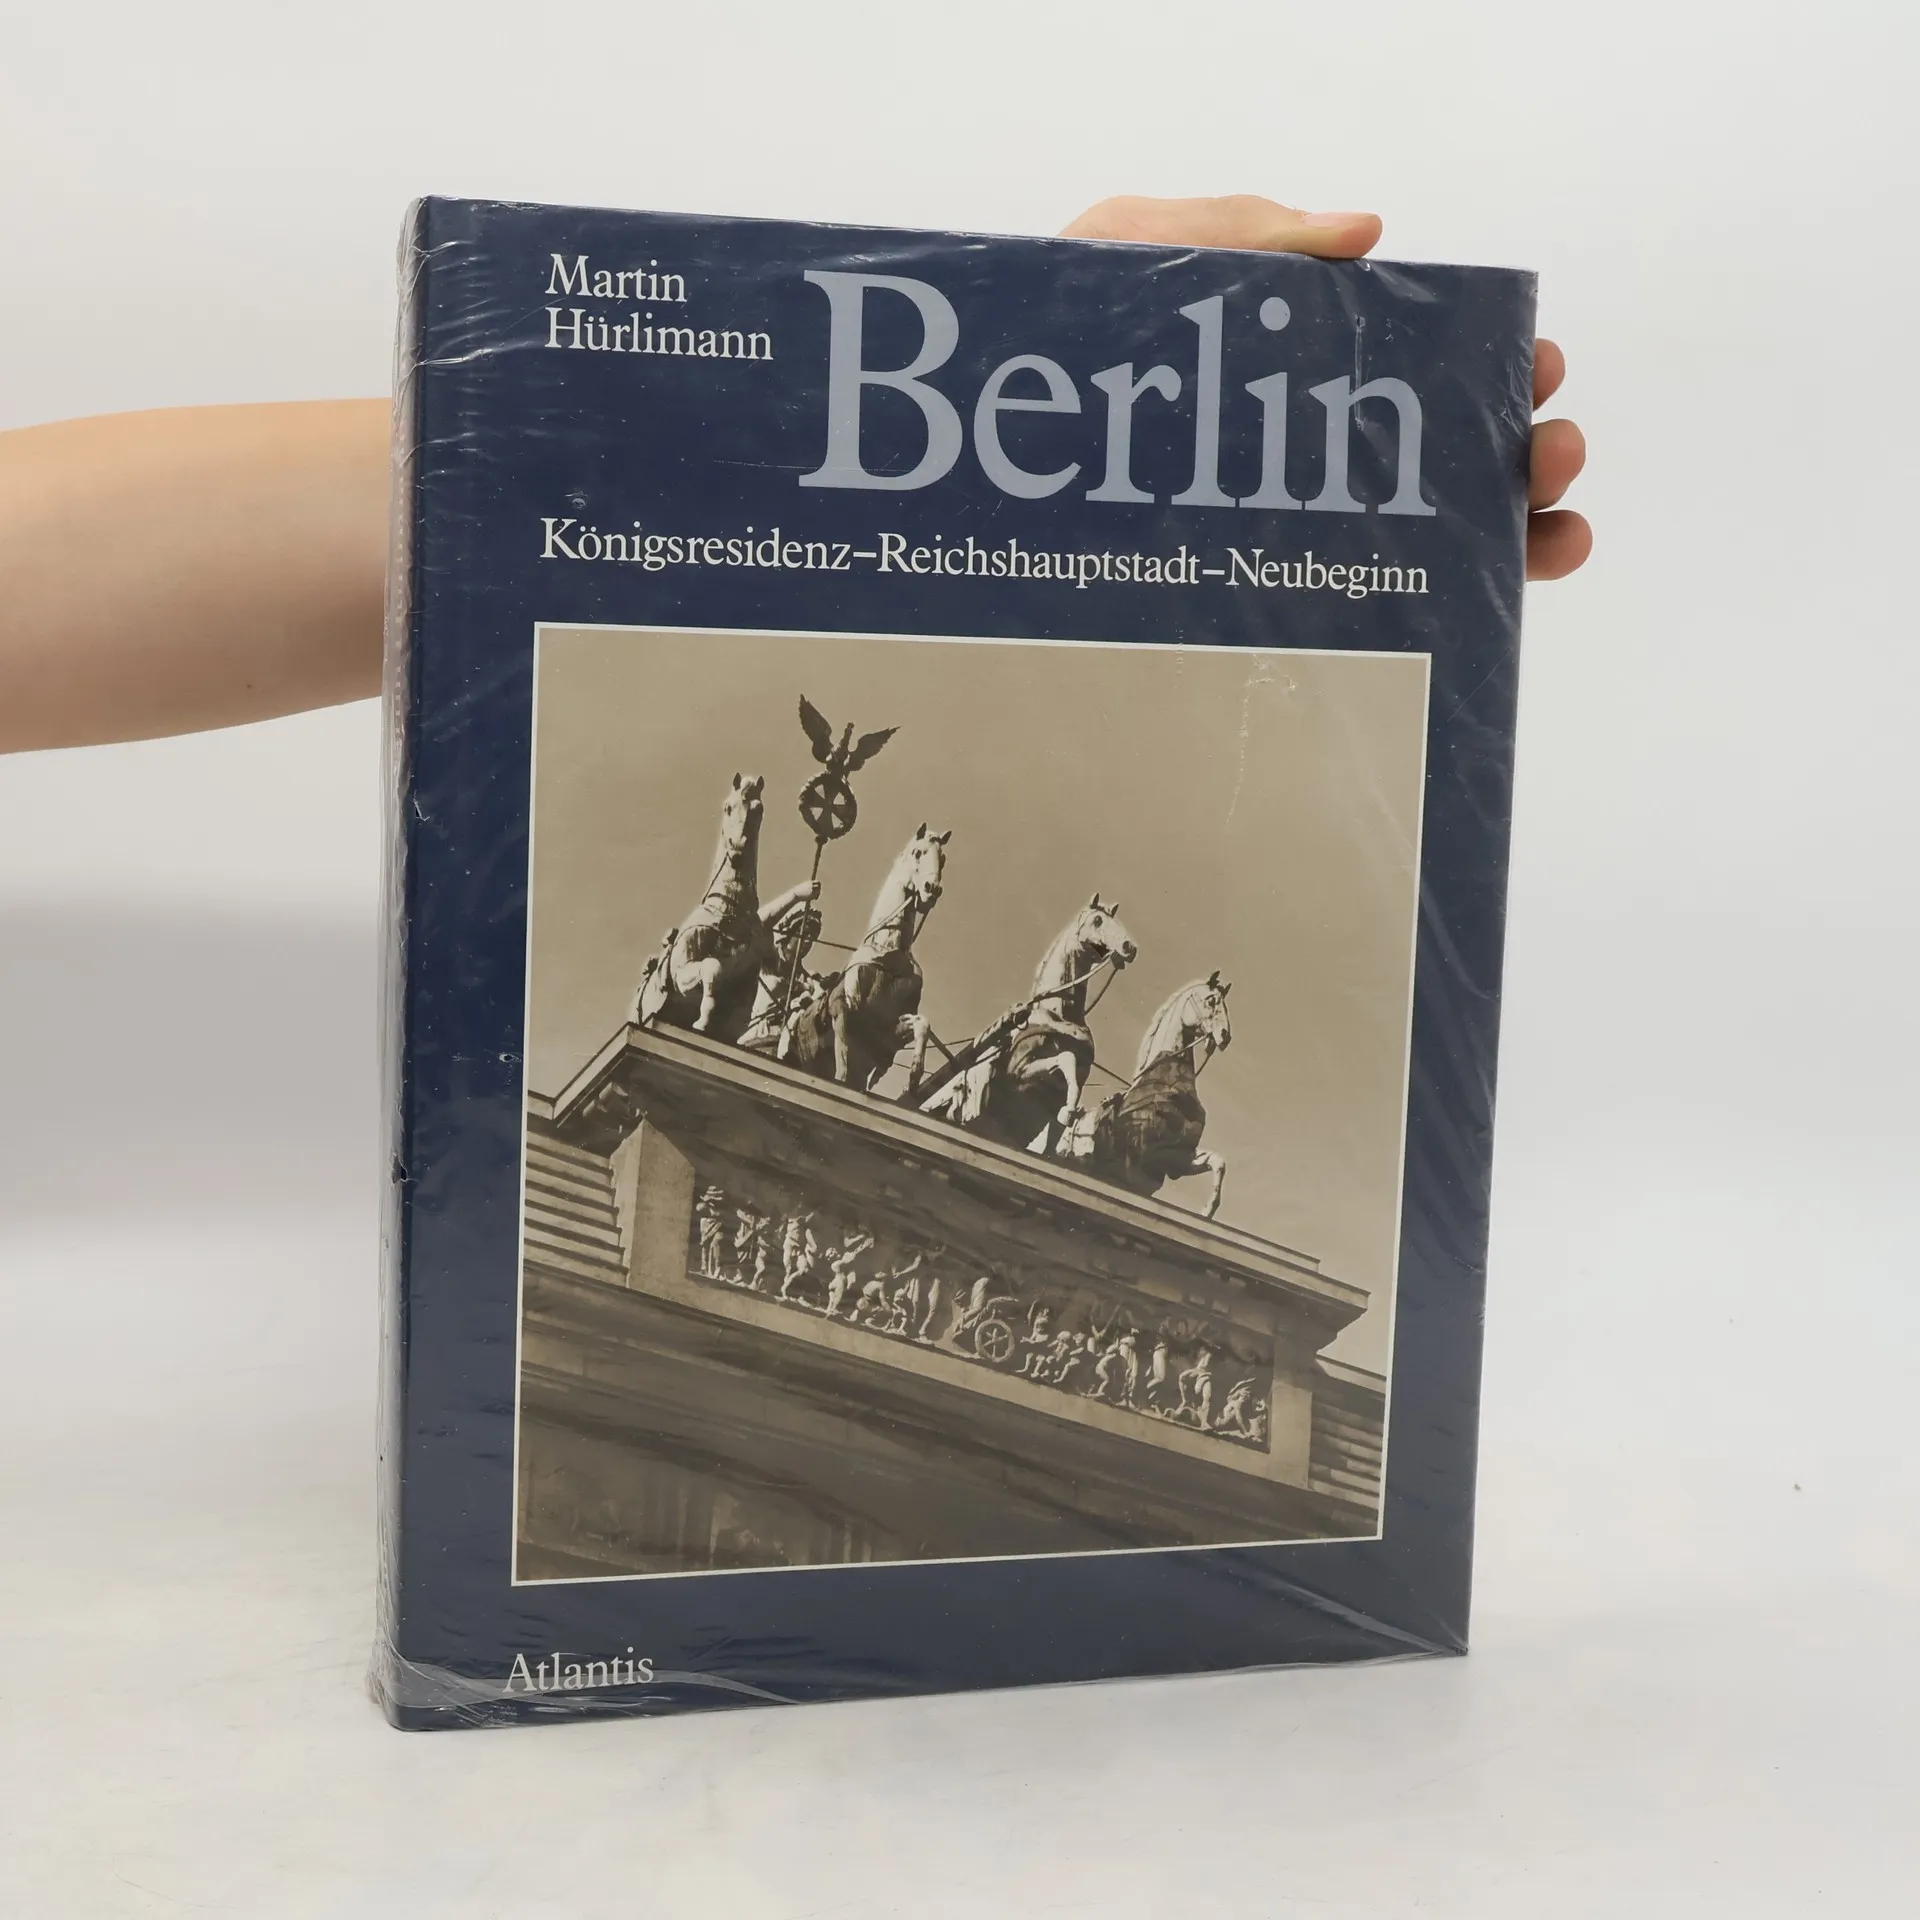 Martin
Hürlimann
Berlin
Königsresidenz–Reichshauptstadt–Neubeginn
Atlantis